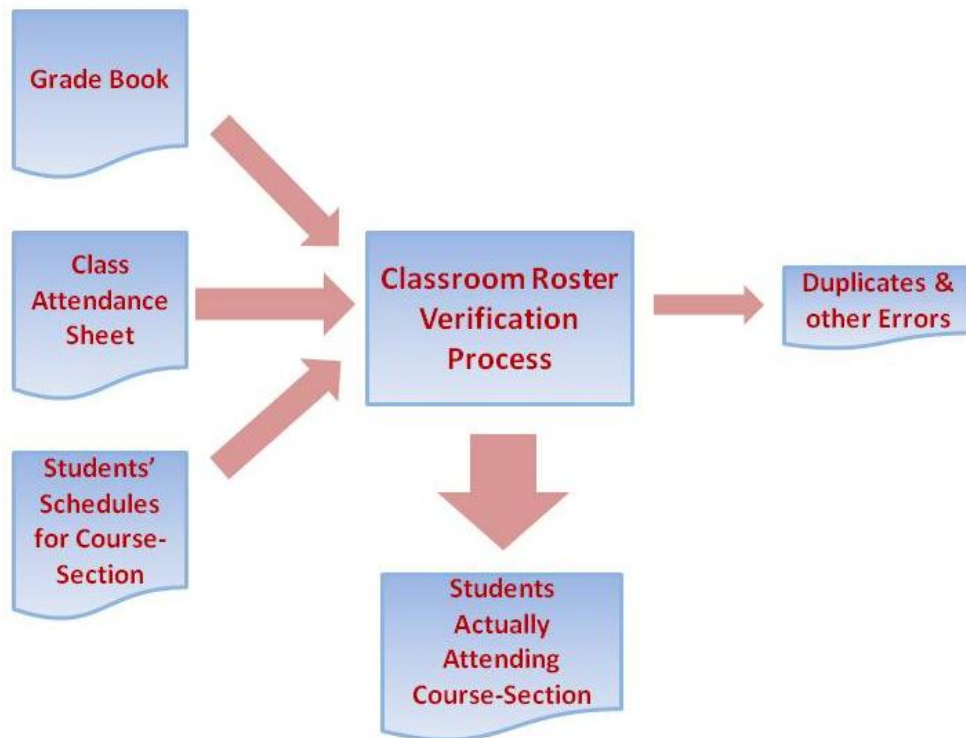 Grade Book
Class
Attendance
Sheet
Students’
Schedules
for Course-
Section
Classroom Roster
Verification
Process
Duplicates &
other Errors
Students
Actually
Attending
Course-Section